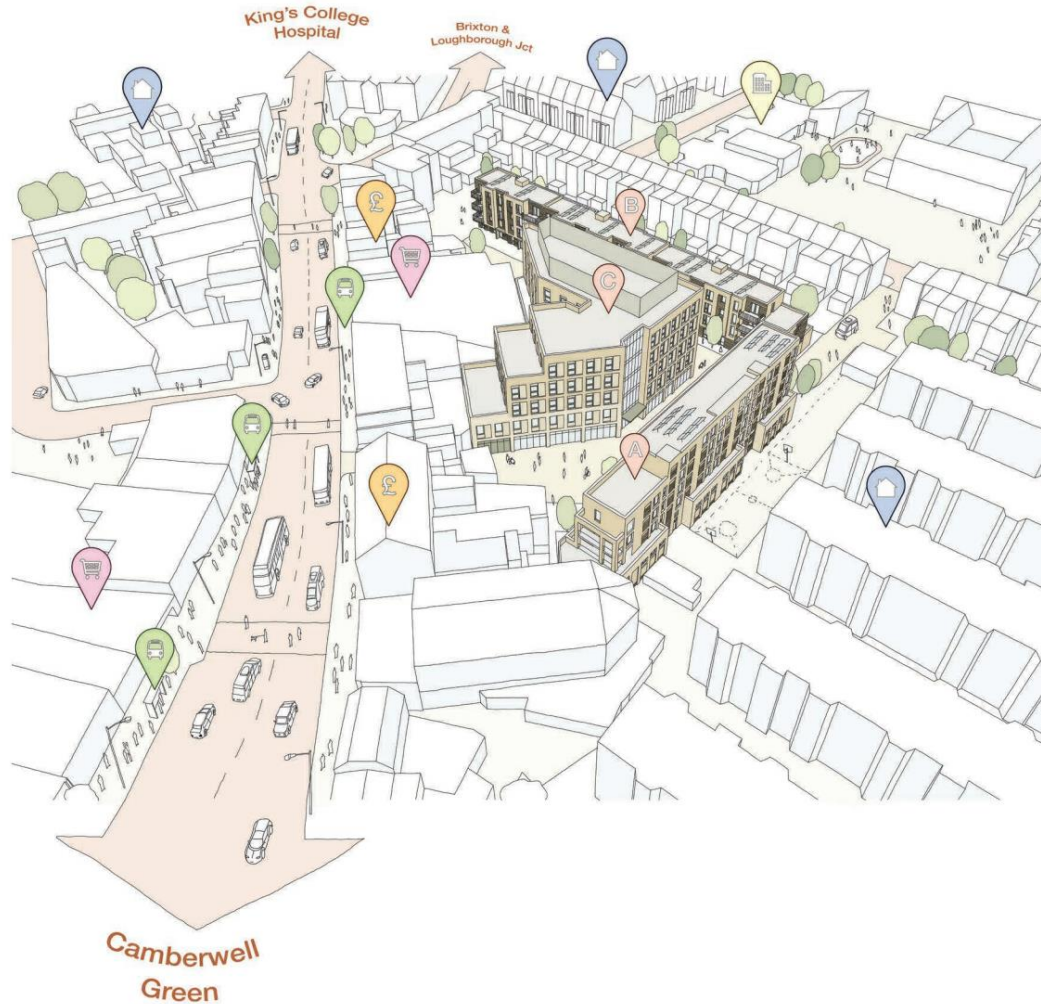 King's College
Hospital
Brixton &
Loughborough Jct
£
B
C
£
A
Camberwell
Green